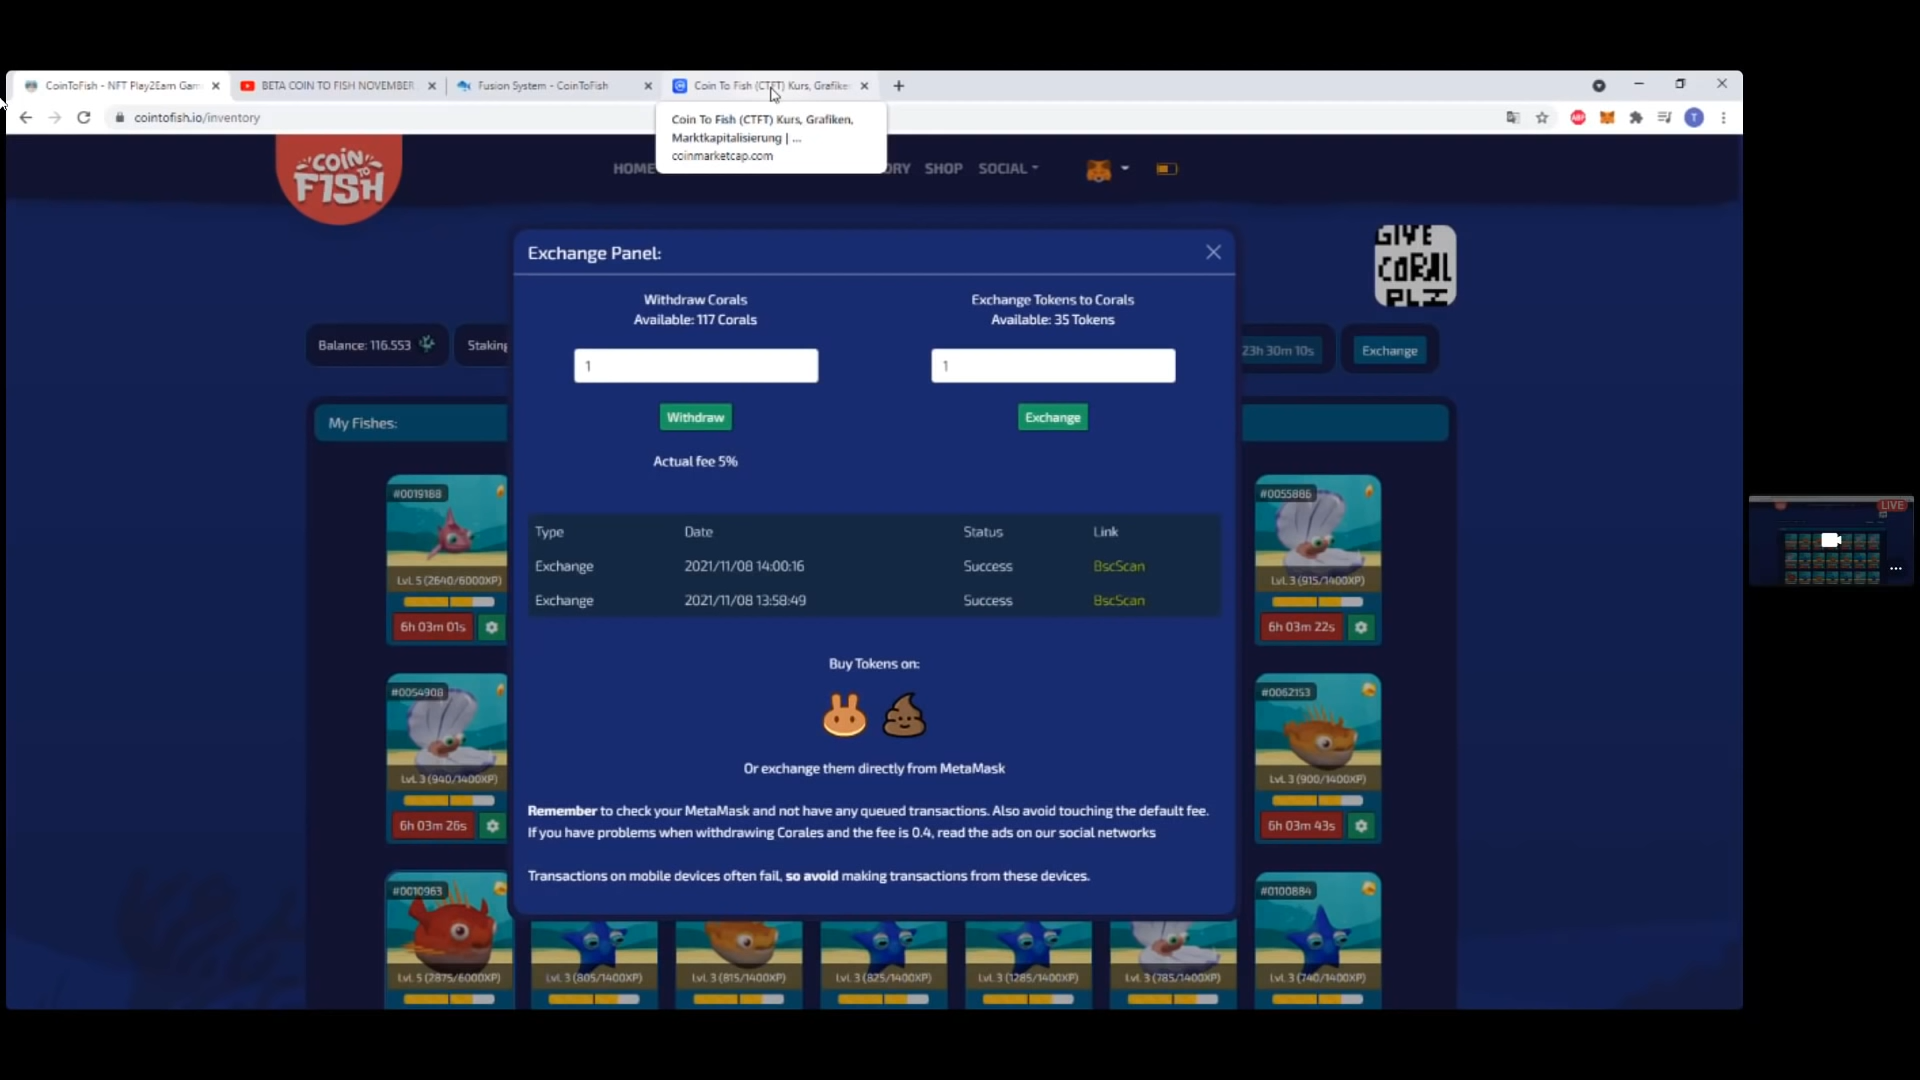 CoinToFish - NFT Play2Earn Gam
BETA COIN TO FISH NOVEMBER
Fusion System - CoinToFish
Coin To Fish (CTFT) Kurs, Grafike
cointofish.io/inventory
ABP
T
Coin To Fish (CTFT) Kurs, Grafiken,
Marktkapitalisierung | ...
coinmarketcap.com
COIN
TO
FISH
HOME
ORY
SHOP
SOCIAL
GIVE
CORAL
PLZ
Balance: 116.553
Staking
23h 30m 10s
Exchange
My Fishes:
Exchange Panel:
Withdraw Corals
Available: 117 Corals
1
Withdraw
Actual fee 5%
Exchange Tokens to Corals
Available: 35 Tokens
1
Exchange
Type Date Status Link
Exchange 2021/11/08 14:00:16 Success BscScan
Exchange 2021/11/08 13:58:49 Success BscScan
Buy Tokens on:
Or exchange them directly from MetaMask
Remember to check your MetaMask and not have any queued transactions. Also avoid touching the default fee.
If you have problems when withdrawing Corales and the fee is 0.4, read the ads on our social networks
Transactions on mobile devices often fail, so avoid making transactions from these devices.
#0019188
Lvl. 5 (2640/6000XP)
6h 03m 01s
#0055886
Lvl. 3 (915/1400XP)
6h 03m 22s
#0054908
Lvl. 3 (940/1400XP)
6h 03m 26s
#0062153
Lvl. 3 (900/1400XP)
6h 03m 43s
#0010963
Lvl. 5 (2875/6000XP)
Lvl. 3 (805/1400XP)
Lvl. 3 (815/1400XP)
Lvl. 3 (825/1400XP)
Lvl. 3 (1285/1400XP)
Lvl. 3 (785/1400XP)
#0100884
Lvl. 3 (740/1400XP)
LIVE